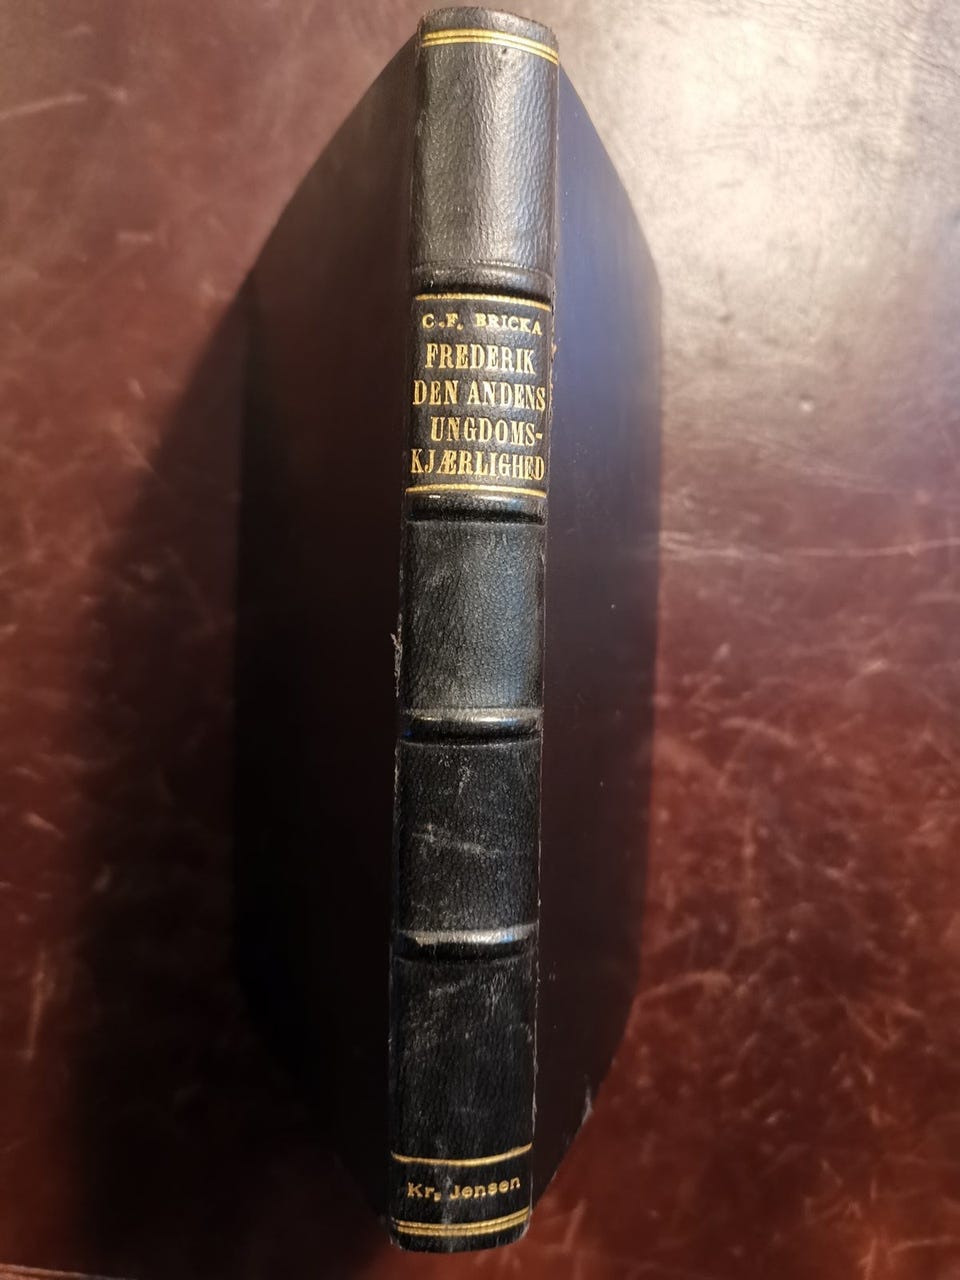 C.F. BRICKA
FREDERIK
DEN ANDENS
UNGDOMS-
KJÆRLIGHED
Kr. Jensen